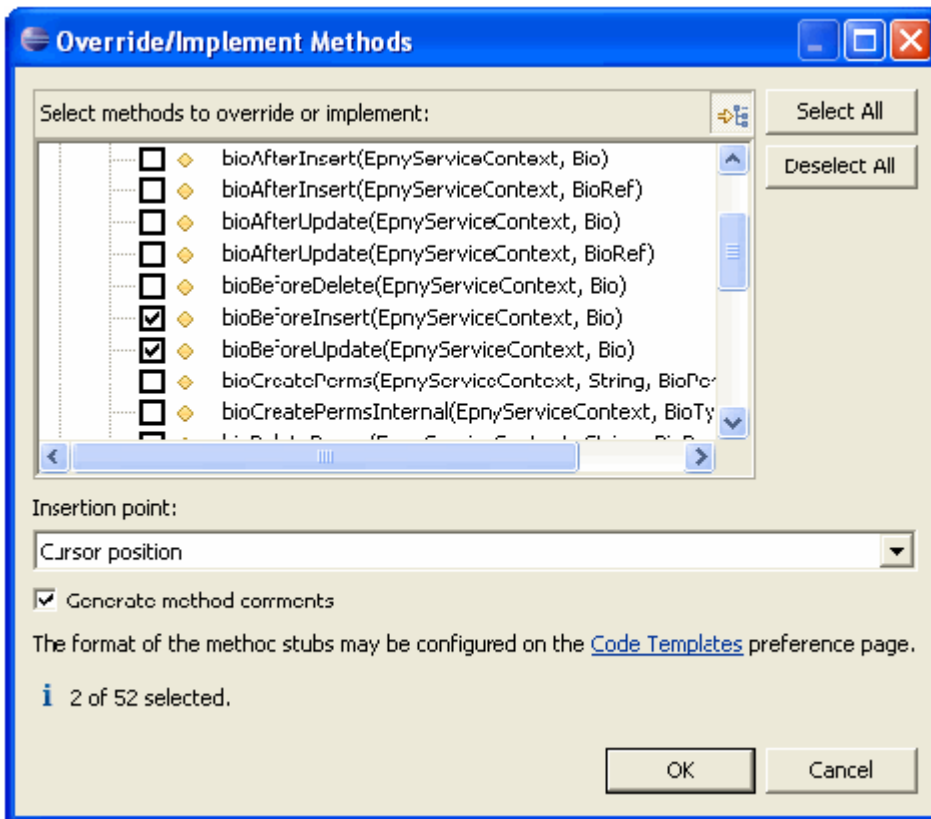 Override/Implement Methods
Select methods to override or implement:
Select All
Deselect All
bioAfterInsert(EpnyServiceContext, Bio)
bioAfterInsert(EpnyServiceContext, BioRef)
bioAfterUpdate(EpnyServiceContext, Bio)
bioAfterUpdate(EpnyServiceContext, BioRef)
bioBeforeDelete(EpnyServiceContext, Bio)
bioBeforeInsert(EpnyServiceContext, Bio)
bioBeforeUpdate(EpnyServiceContext, Bio)
bioCreatePerms(EpnyServiceContext, String, BioPer
bioCreatePermsInternal(EpnyServiceContext, BioTy
Insertion point:
Cursor position
Generate method comments
The format of the method stubs may be configured on the Code Templates preference page.
i 2 of 52 selected.
OK
Cancel